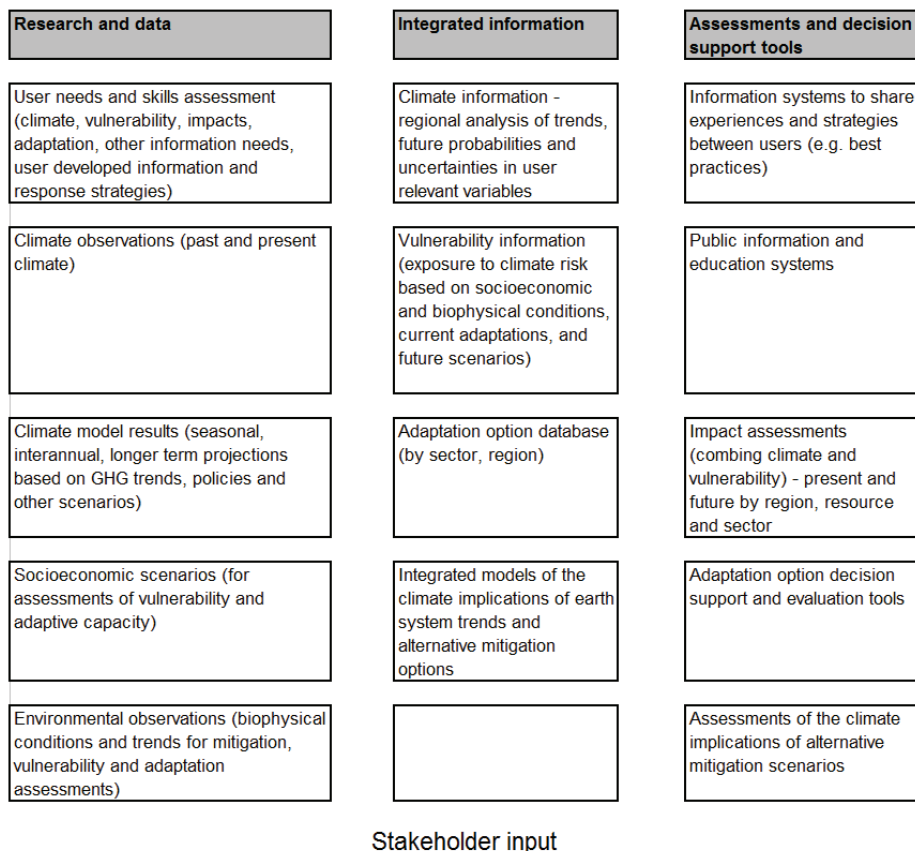 Research and data
Integrated information
Assessments and decision
support tools
User needs and skills assessment
(climate, vulnerability, impacts,
adaptation, other information needs,
user developed information and
response strategies)
Climate information -
regional analysis of trends,
future probabilities and
uncertainties in user
relevant variables
Information systems to share
experiences and strategies
between users (e.g. best
practices)
Climate observations (past and present
climate)
Vulnerability information
(exposure to climate risk
based on socioeconomic
and biophysical conditions,
current adaptations, and
future scenarios)
Public information and
education systems
Climate model results (seasonal,
interannual, longer term projections
based on GHG trends, policies and
other scenarios)
Adaptation option database
(by sector, region)
Impact assessments
(combing climate and
vulnerability) - present and
future by region, resource
and sector
Socioeconomic scenarios (for
assessments of vulnerability and
adaptive capacity)
Integrated models of the
climate implications of earth
system trends and
alternative mitigation
options
Adaptation option decision
support and evaluation tools
Environmental observations (biophysical
conditions and trends for mitigation,
vulnerability and adaptation
assessments)
Assessments of the climate
implications of alternative
mitigation scenarios
Stakeholder input